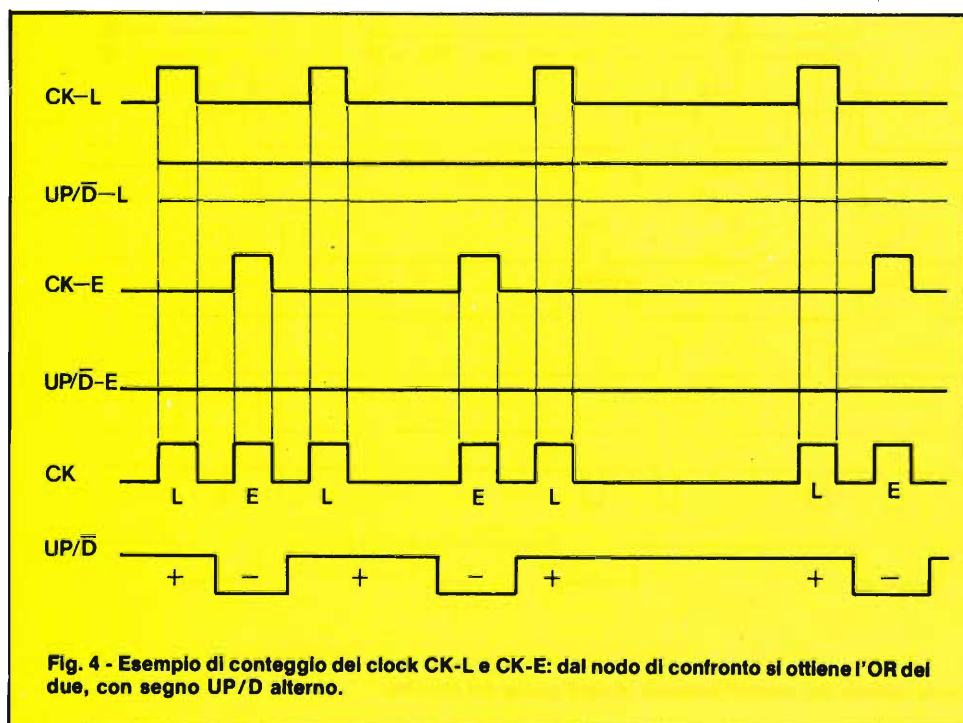 CK-L
UP/D̅-L
CK-E
UP/D̅-E
CK
L E L E L L E
UP/D̅
+ - + - + + -
Fig. 4 - Esempio di conteggio dei clock CK-L e CK-E: dal nodo di confronto si ottiene l'OR dei
due, con segno UP/D alterno.